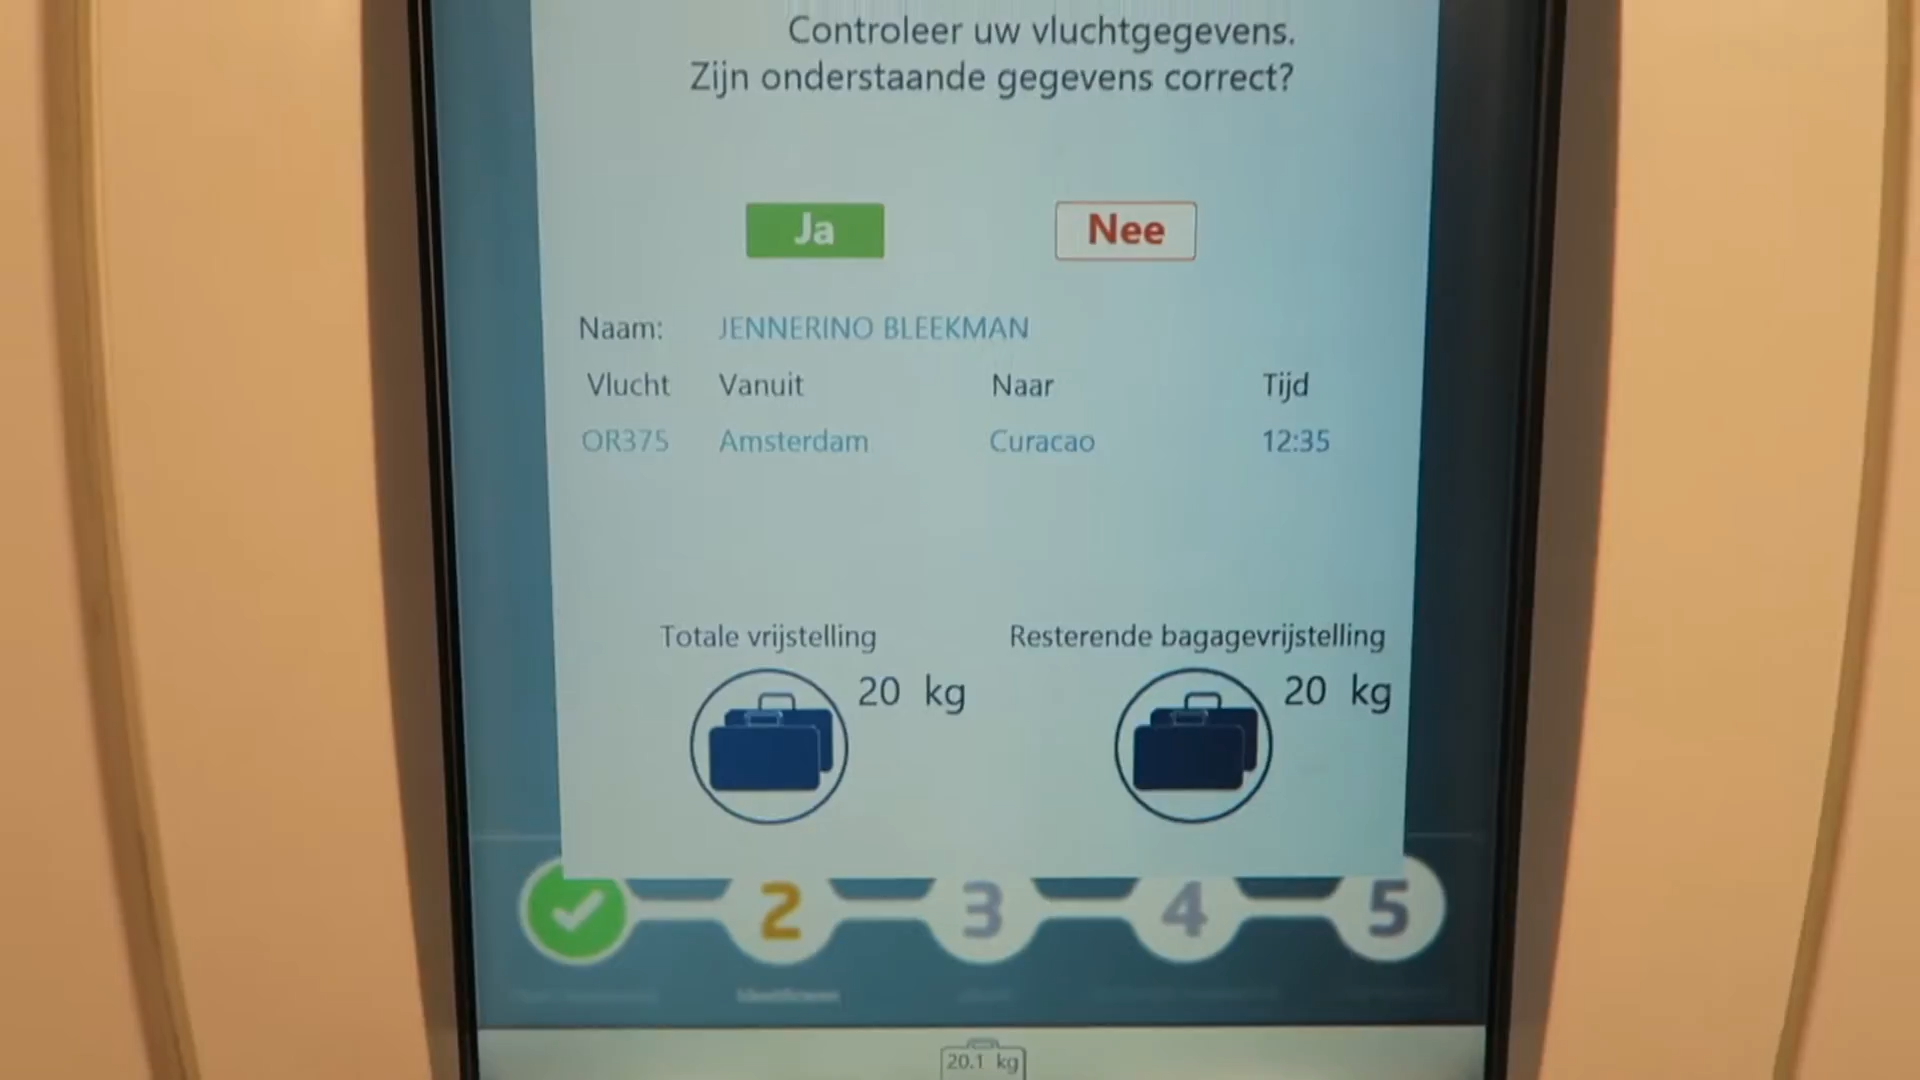 Controleer uw vluchtgegevens.
Zijn onderstaande gegevens correct?
Ja Nee
Naam: JENNERINO BLEEKMAN
Vlucht Vanuit Naar Tijd
OR375 Amsterdam Curacao 12:35
Totale vrijstelling Resterende bagagevrijstelling
20 kg 20 kg
2 3 4 5
Identificeren
20.1 kg